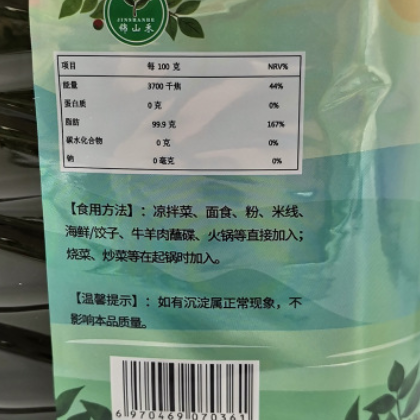 JINSHANHE
锦山禾
项目 每 100 克 NRV%
能量 3700 千焦 44%
蛋白质 0 克 0%
脂肪 99.9 克 167%
碳水化合物 0 克 0%
钠 0 毫克 0%
【食用方法】：凉拌菜、面食、粉、米线、
海鲜/饺子、牛羊肉蘸碟、火锅等直接加入；
烧菜、炒菜等在起锅时加入。
【温馨提示】：如有沉淀属正常现象，不
影响本品质量。
6 970469 070361